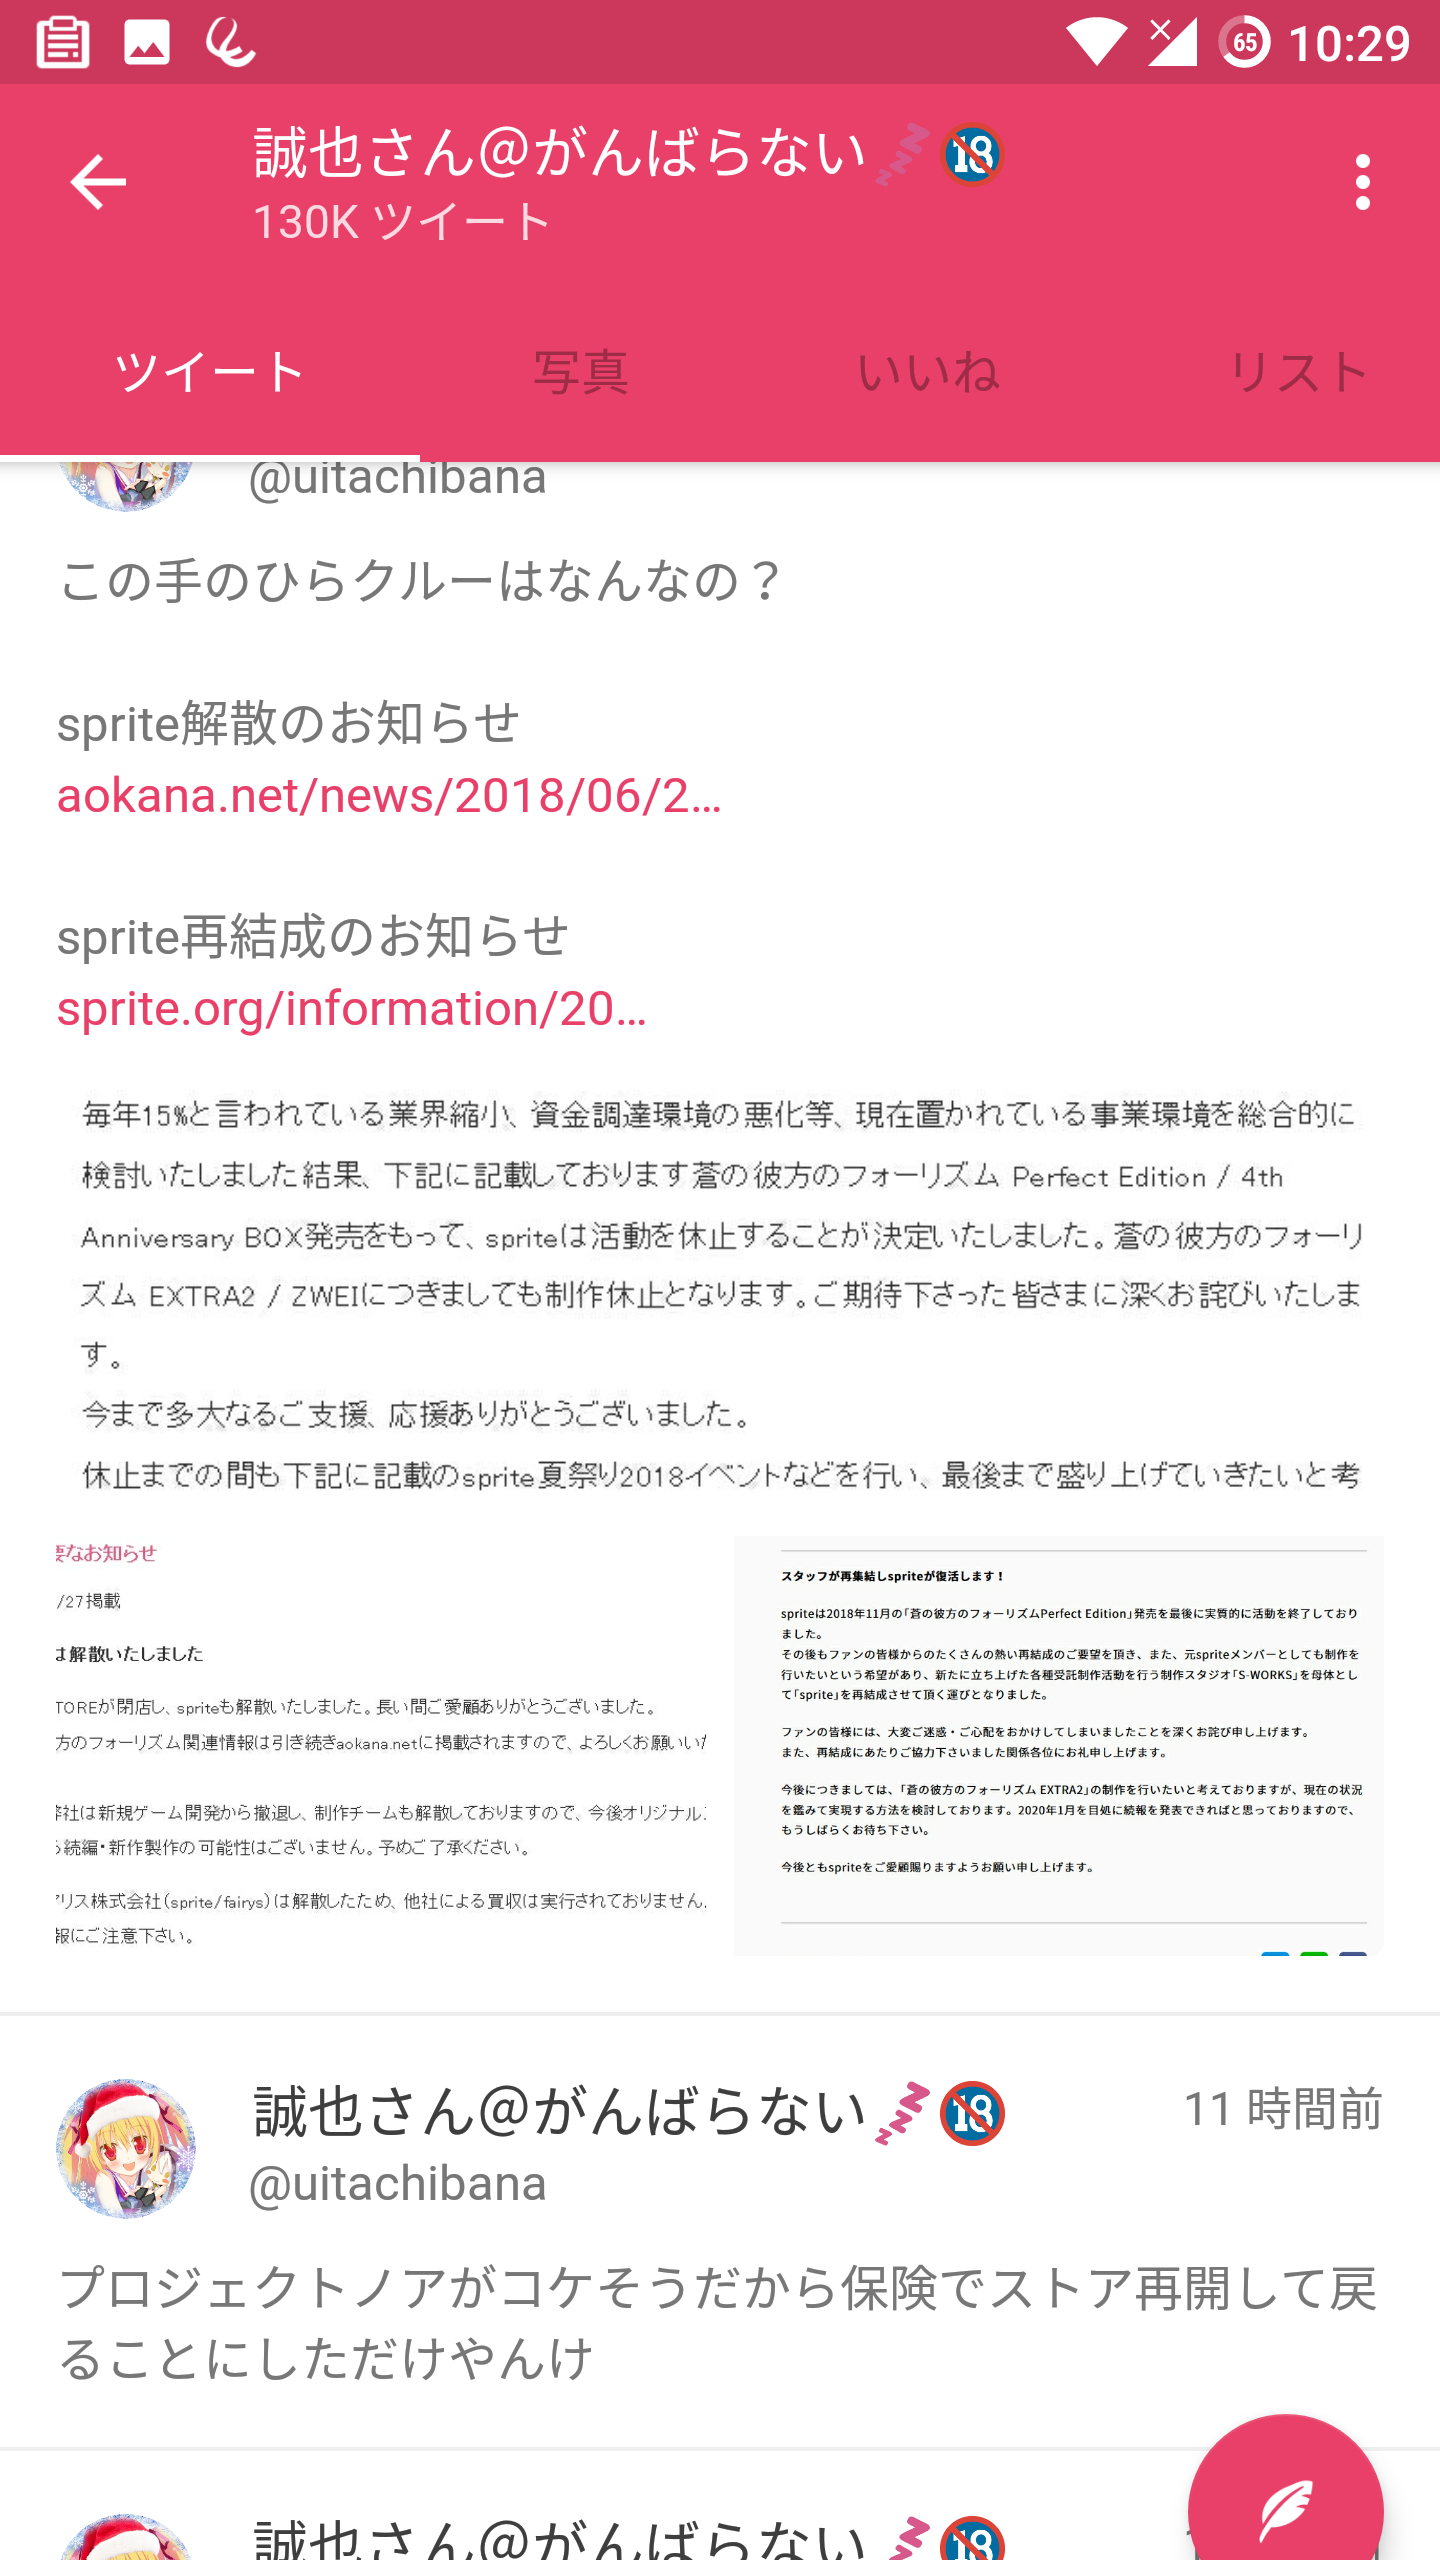 65 10:29
誠也さん@がんばらない💤🔞
130K ツイート
ツイート 写真 いいね リスト
@uitachibana
この手のひらクルーはなんなの？
sprite解散のお知らせ
aokana.net/news/2018/06/2…
sprite再結成のお知らせ
sprite.org/information/20…
毎年15%と言われている業界縮小、資金調達環境の悪化等、現在置かれている事業環境を総合的に
検討いたしました結果、下記に記載しております蒼の彼方のフォーリズム Perfect Edition / 4th
Anniversary BOX発売をもって、spriteは活動を休止することが決定いたしました。蒼の彼方のフォーリ
ズム EXTRA2 / ZWEIにつきましても制作休止となります。ご期待下さった皆さまに深くお詫びいたしま
す。
今まで多大なるご支援、応援ありがとうございました。
休止までの間も下記に記載のsprite夏祭り2018イベントなどを行い、最後まで盛り上げていきたいと考
要なお知らせ
/27掲載
は解散いたしました
TOREが閉店し、spriteも解散いたしました。長い間ご愛顧ありがとうございました。
方のフォーリズム関連情報は引き続きaokana.netに掲載されますので、よろしくお願いい
弊社は新規ゲーム開発から撤退し、制作チームも解散しておりますので、今後オリジナル
続編・新作製作の可能性はございません。予めご了承ください。
リス株式会社（sprite/fairys）は解散したため、他社による買収は実行されておりません。
報にご注意下さい。
スタッフが再集結しspriteが復活します！
spriteは2018年11月の「蒼の彼方のフォーリズムPerfect Edition」発売を最後に実質的に活動を終了しており
ました。
その後もファンの皆様からのたくさんの熱い再結成のご要望を頂き、また、元spriteメンバーとしても制作を
行いたいという希望があり、新たに立ち上げた各種受託制作活動を行う制作スタジオ「S-WORKS」を母体とし
て「sprite」を再結成させて頂く運びとなりました。
ファンの皆様には、大変ご迷惑・ご心配をおかけしてしまいましたことを深くお詫び申し上げます。
また、再結成にあたりご協力下さいました関係各位にお礼申し上げます。
今後につきましては、「蒼の彼方のフォーリズム EXTRA2」の制作を行いたいと考えておりますが、現在の状況
を鑑みて実現する方法を検討しております。2020年1月を目処に続報を発表できればと思っておりますので、
もうしばらくお待ち下さい。
今後ともspriteをご愛顧賜りますようお願い申し上げます。
誠也さん@がんばらない💤🔞 11 時間前
@uitachibana
プロジェクトノアがコケそうだから保険でストア再開して戻
ることにしただけやんけ
誠也さん@がんばらない💤🔞